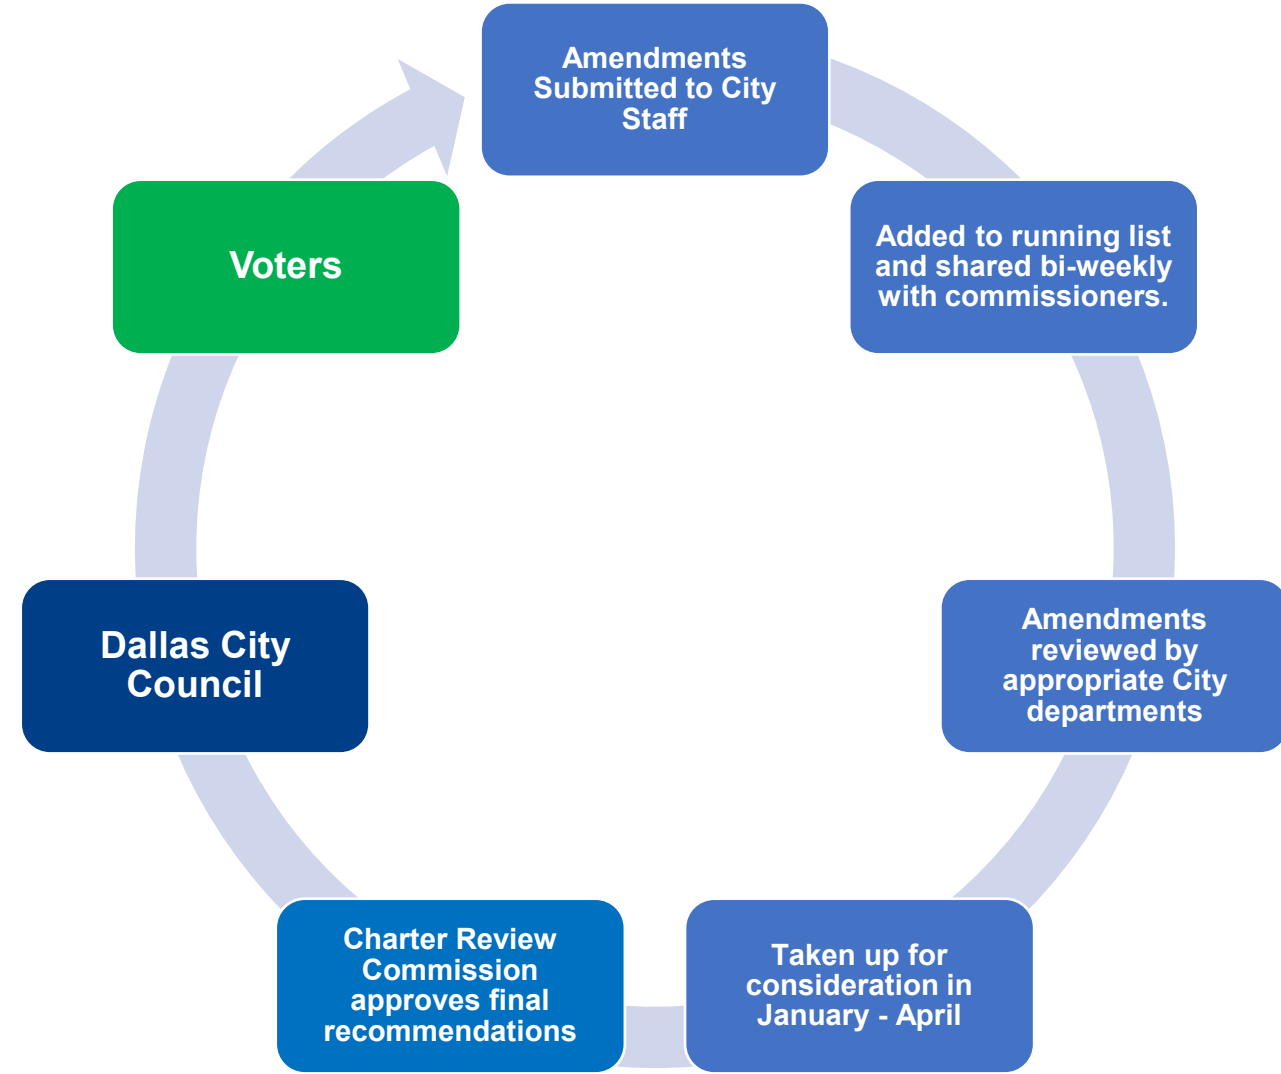 Amendments
Submitted to City
Staff
Added to running list
and shared bi-weekly
with commissioners.
Amendments
reviewed by
appropriate City
departments
Taken up for
consideration in
January - April
Charter Review
Commission
approves final
recommendations
Dallas City
Council
Voters